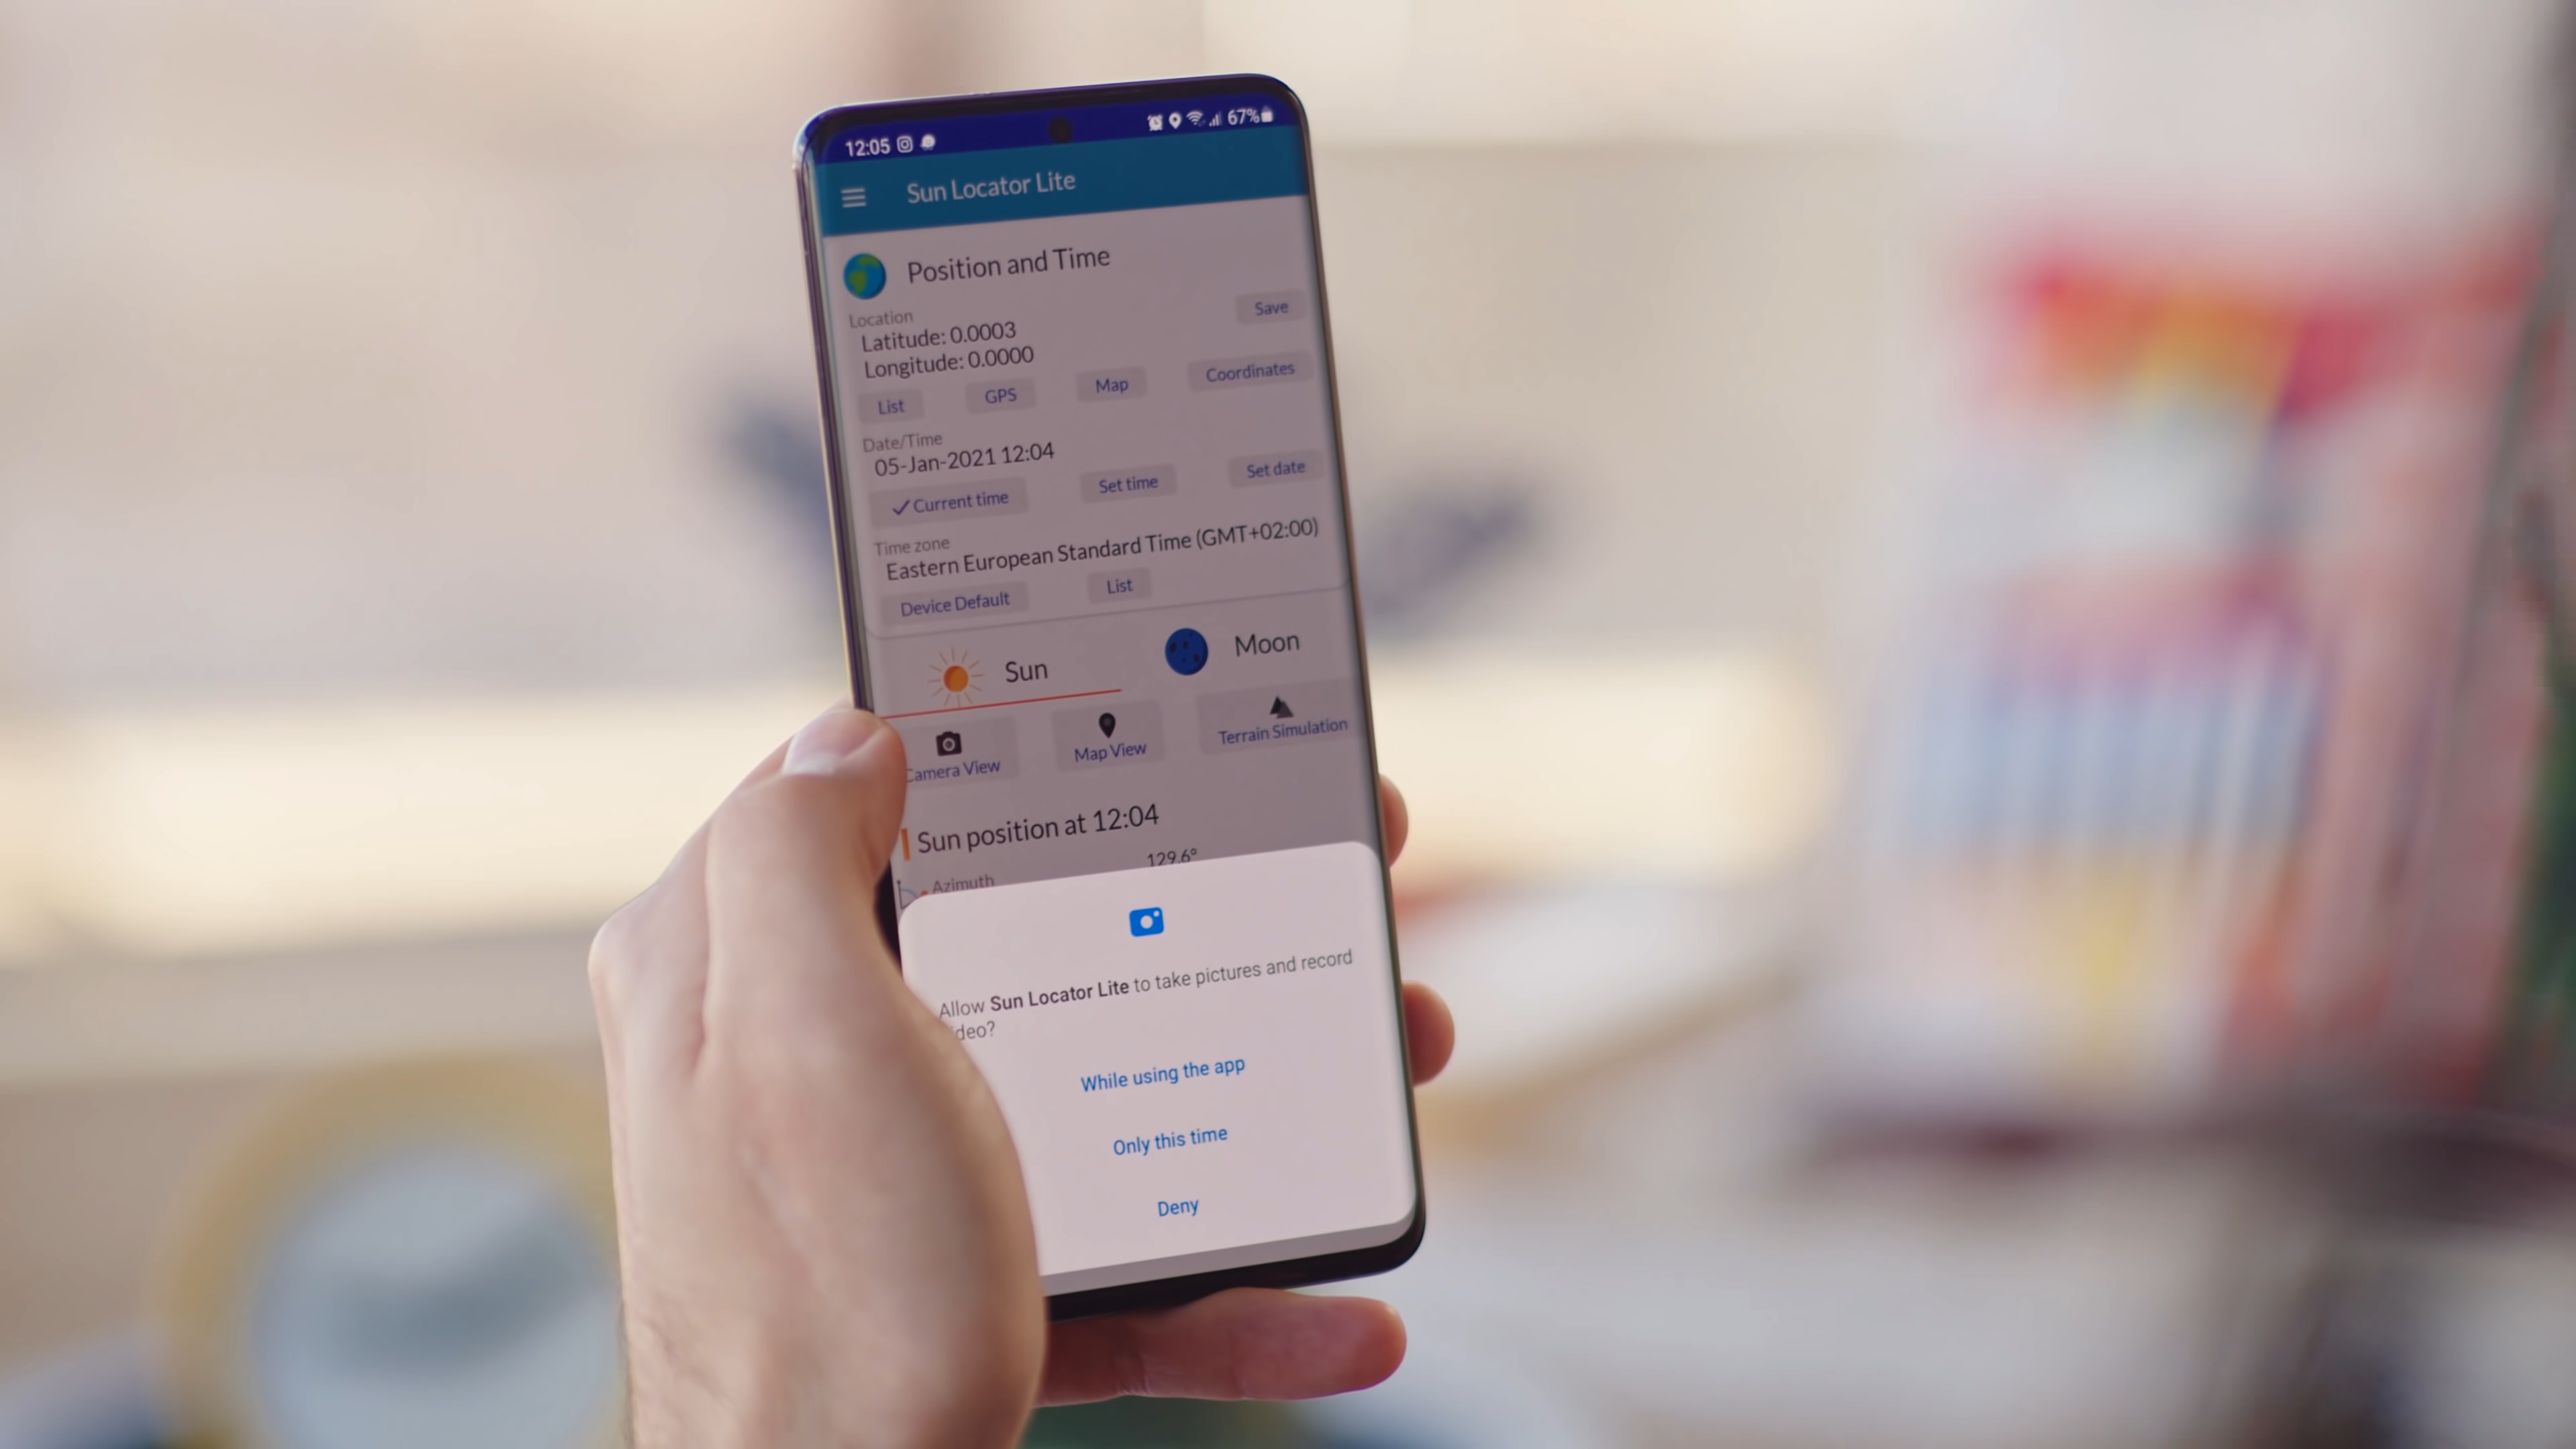 12:05 67%
Sun Locator Lite
Position and Time
Location
Save
Latitude: 0.0003
Longitude: 0.0000
List GPS Map Coordinates
Date/Time
05-Jan-2021 12:04
Current time Set time Set date
Time zone
Eastern European Standard Time (GMT+02:00)
Device Default List
Sun Moon
Camera View Map View Terrain Simulation
Sun position at 12:04
Azimuth 129.6°
Allow Sun Locator Lite to take pictures and record
ideo?
While using the app
Only this time
Deny